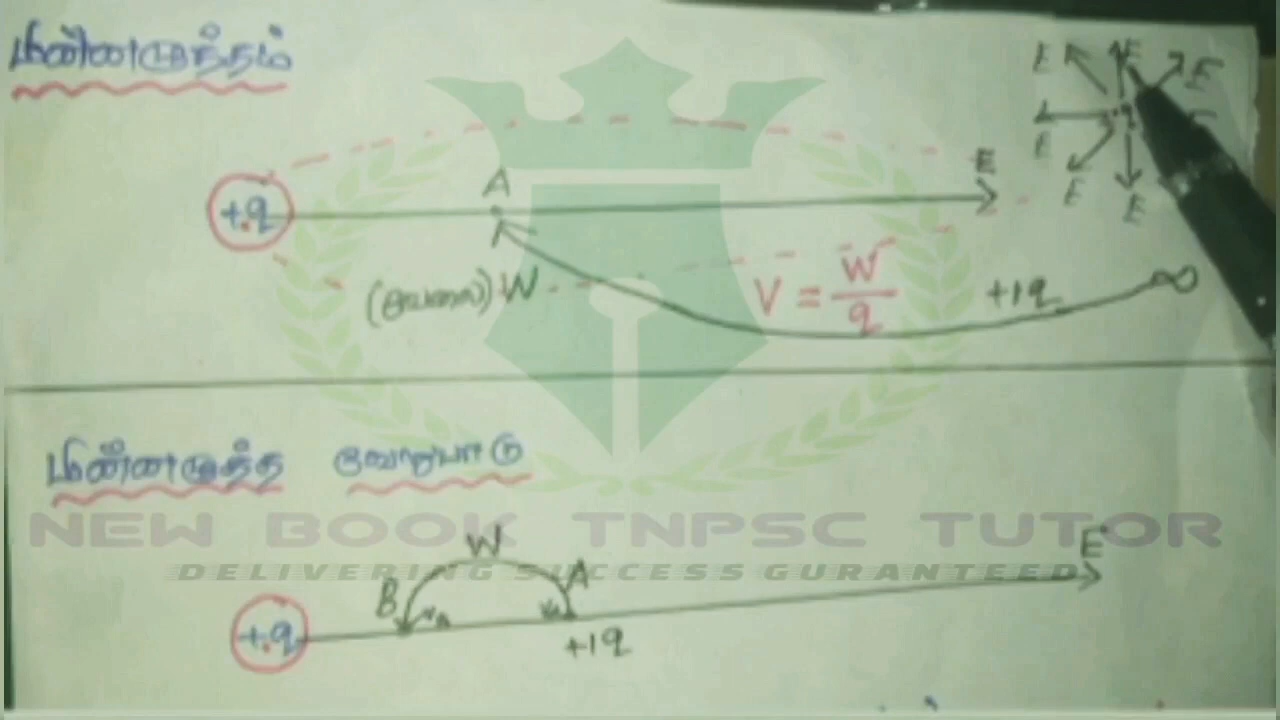 மின்னழுத்தம்
E E E
E
E E E
+q A E
(வேலை) W V = W/q +1q ∞
மின்னழுத்த வேறுபாடு
NEW BOOK TNPSC TUTOR
DELIVERING SUCCESS GURANTEED
W E
B A
+q +1q